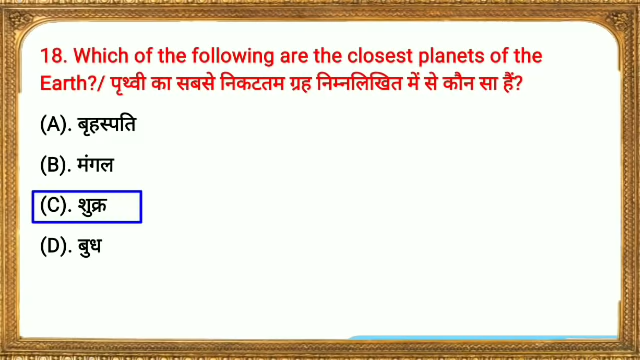 18. Which of the following are the closest planets of the
Earth?/ पृथ्वी का सबसे निकटतम ग्रह निम्नलिखित में से कौन सा हैं?
(A). बृहस्पति
(B). मंगल
(C). शुक्र
(D). बुध